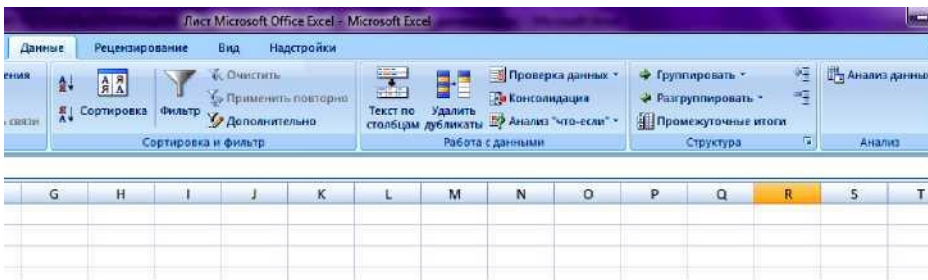 Лист Microsoft Office Excel - Microsoft Excel
Данные Рецензирование Вид Надстройки
Очистить Проверка данных Группировать Анализ данны
Сортировка Фильтр Применить повторно Текст по столбцам Удалить дубликаты Консолидация Разгруппировать
связи Дополнительно Анализ "что-если" Промежуточные итоги
Сортировка и фильтр Работа с данными Структура Анализ
G H I J K L M N O P Q R S T